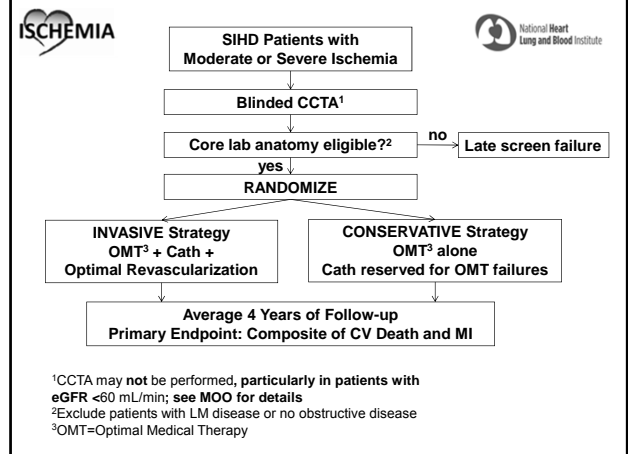 ISCHEMIA
National Heart
Lung and Blood Institute
SIHD Patients with
Moderate or Severe Ischemia
Blinded CCTA¹
Core lab anatomy eligible?²
no
Late screen failure
yes
RANDOMIZE
INVASIVE Strategy
OMT³ + Cath +
Optimal Revascularization
CONSERVATIVE Strategy
OMT³ alone
Cath reserved for OMT failures
Average 4 Years of Follow-up
Primary Endpoint: Composite of CV Death and MI
¹CCTA may not be performed, particularly in patients with
eGFR <60 mL/min; see MOO for details
²Exclude patients with LM disease or no obstructive disease
³OMT=Optimal Medical Therapy